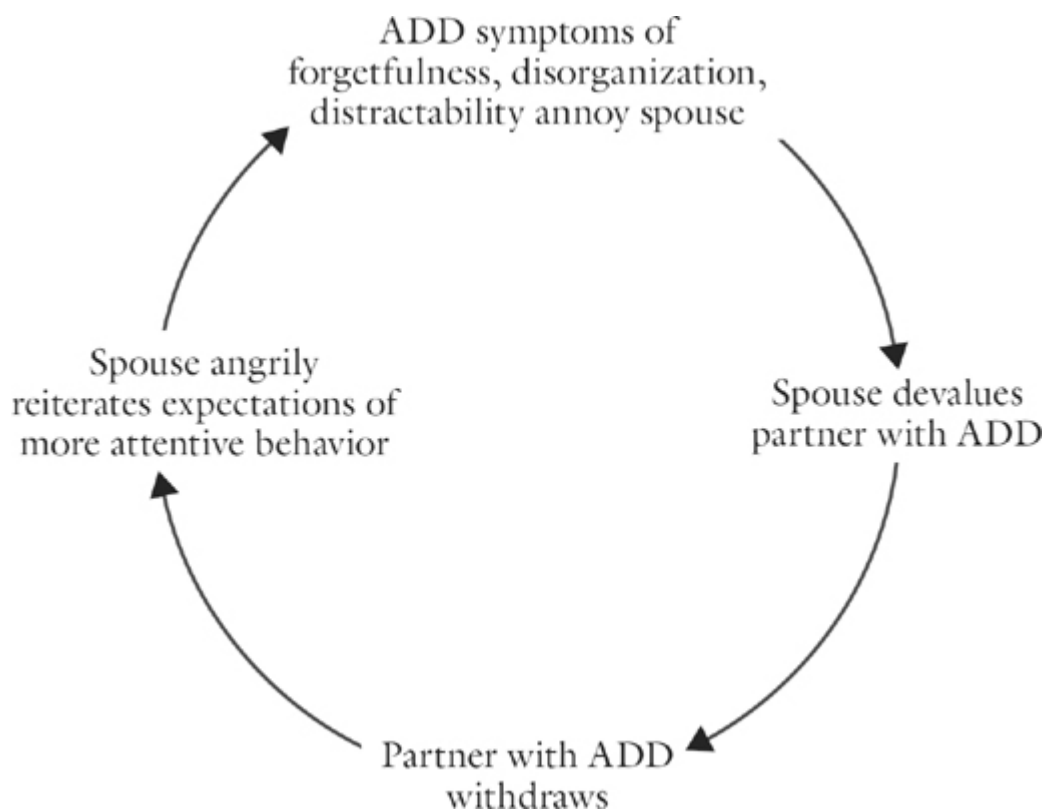 ADD symptoms of
forgetfulness, disorganization,
distractability annoy spouse
Spouse devalues
partner with ADD
Partner with ADD
withdraws
Spouse angrily
reiterates expectations of
more attentive behavior